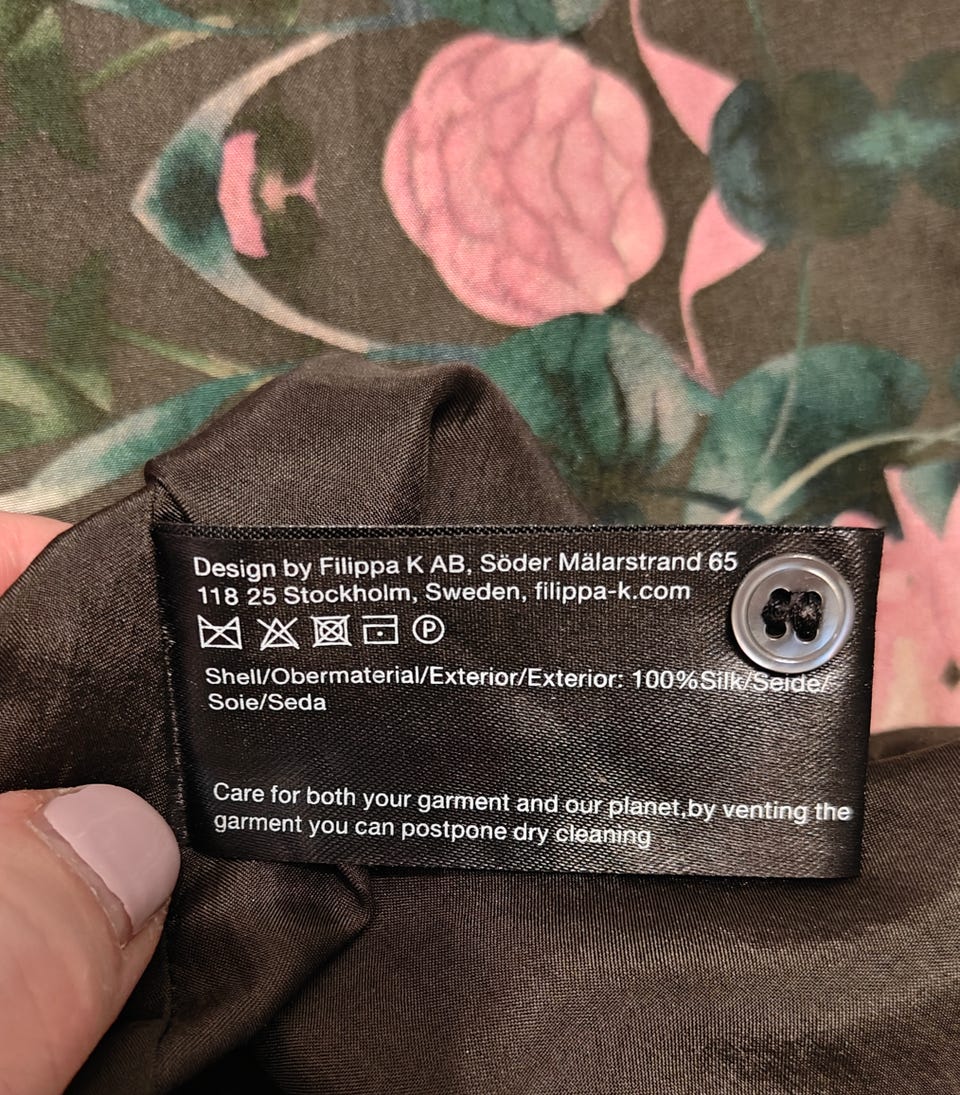 Design by Filippa K AB, Söder Mälarstrand 65
118 25 Stockholm, Sweden, filippa-k.com
P
Shell/Obermaterial/Exterior/Exterior: 100%Silk/Seide/
Soie/Seda
Care for both your garment and our planet,by venting the
garment you can postpone dry cleaning